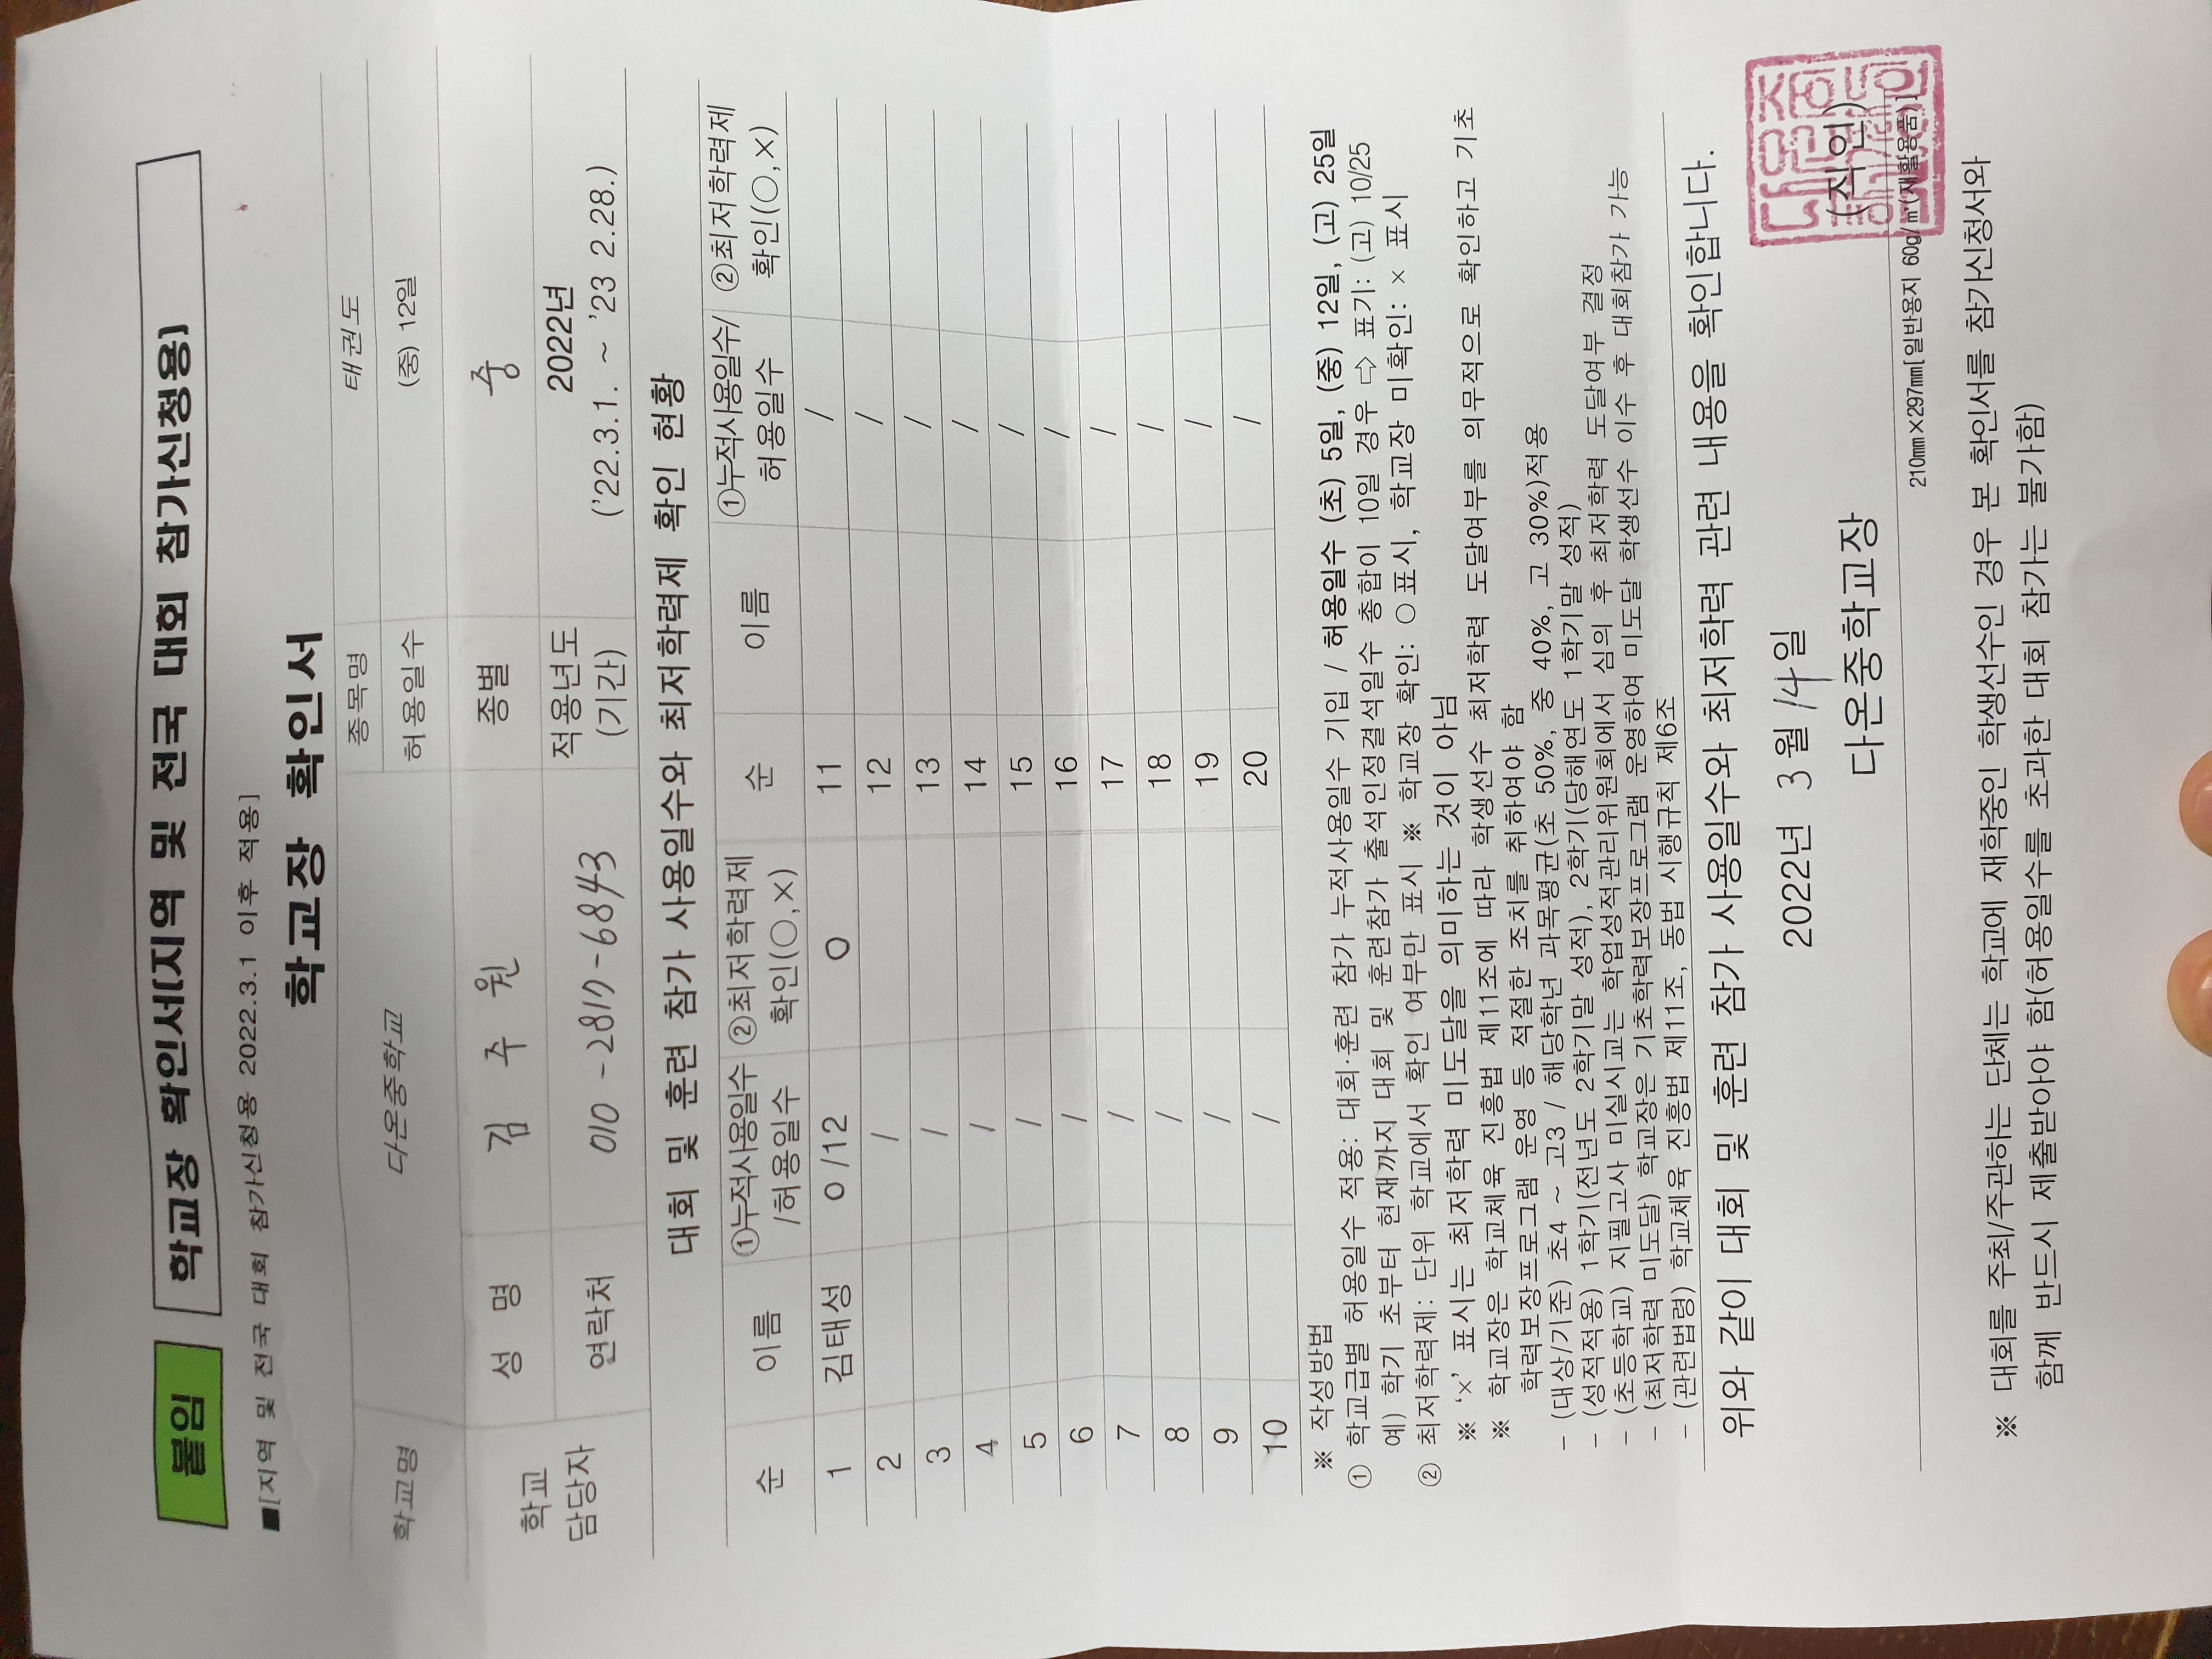 붙임 학교장 확인서[지역 및 전국 대회 참가신청용]
■[지역 및 전국 대회 참가신청용 2022.3.1 이후 적용]
학교장 확인서
학교명 다온중학교 종목명 태권도
허용일수 (중) 12일
학교 담당자 성 명 김 주 원 종별 중
연락처 010-2817-6843 적용년도 (기간) 2022년 ('22.3.1. ~ '23 2.28.)
대회 및 훈련 참가 사용일수와 최저학력제 확인 현황
순 이름 ①누적사용일수 /허용일수 ②최저학력제 확인(○,×) 순 이름 ①누적사용일수/ 허용일수 ②최저학력제 확인(○,×)
1 김태성 0 /12 O 11 /
2 / 12 /
3 / 13 /
4 / 14 /
5 / 15 /
6 / 16 /
7 / 17 /
8 / 18 /
9 / 19 /
10 / 20 /
※ 작성방법
① 학교급별 허용일수 적용: 대회·훈련 참가 누적사용일수 기입 / 허용일수 (초) 5일, (중) 12일, (고) 25일
예) 학기 초부터 현재까지 대회 및 훈련참가 출석인정결석일수 총합이 10일 경우 ⇨ 표기: (고) 10/25
② 최저학력제: 단위 학교에서 확인 여부만 표시 ※ 학교장 확인: ○표시, 학교장 미확인: × 표시
※ '×' 표시는 최저학력 미도달을 의미하는 것이 아님
※ 학교장은 학교체육 진흥법 제11조에 따라 학생선수 최저학력 도달여부를 의무적으로 확인하고 기초
학력보장프로그램 운영 등 적절한 조치를 취하여야 함
- (대상/기준) 초4 ~ 고3 / 해당학년 과목평균(초 50%, 중 40%, 고 30%)적용
- (성적적용) 1학기(전년도 2학기말 성적), 2학기(당해연도 1학기말 성적)
- (초등학교) 지필고사 미실시교는 학업성적관리위원회에서 심의 후 최저학력 도달여부 결정
- (최저학력 미도달) 학교장은 기초학력보장프로그램 운영하여 미도달 학생선수 이수 후 대회참가 가능
- (관련법령) 학교체육 진흥법 제11조, 동법 시행규칙 제6조
위와 같이 대회 및 훈련 참가 사용일수와 최저학력 관련 내용을 확인합니다.
2022년 3월 14일
다온중학교장 (직인)
210㎜×297㎜[일반용지 60g/㎡(재활용품)]
※ 대회를 주최/주관하는 단체는 학교에 재학중인 학생선수인 경우 본 확인서를 참가신청서와
함께 반드시 제출받아야 함(허용일수를 초과한 대회 참가는 불가함)